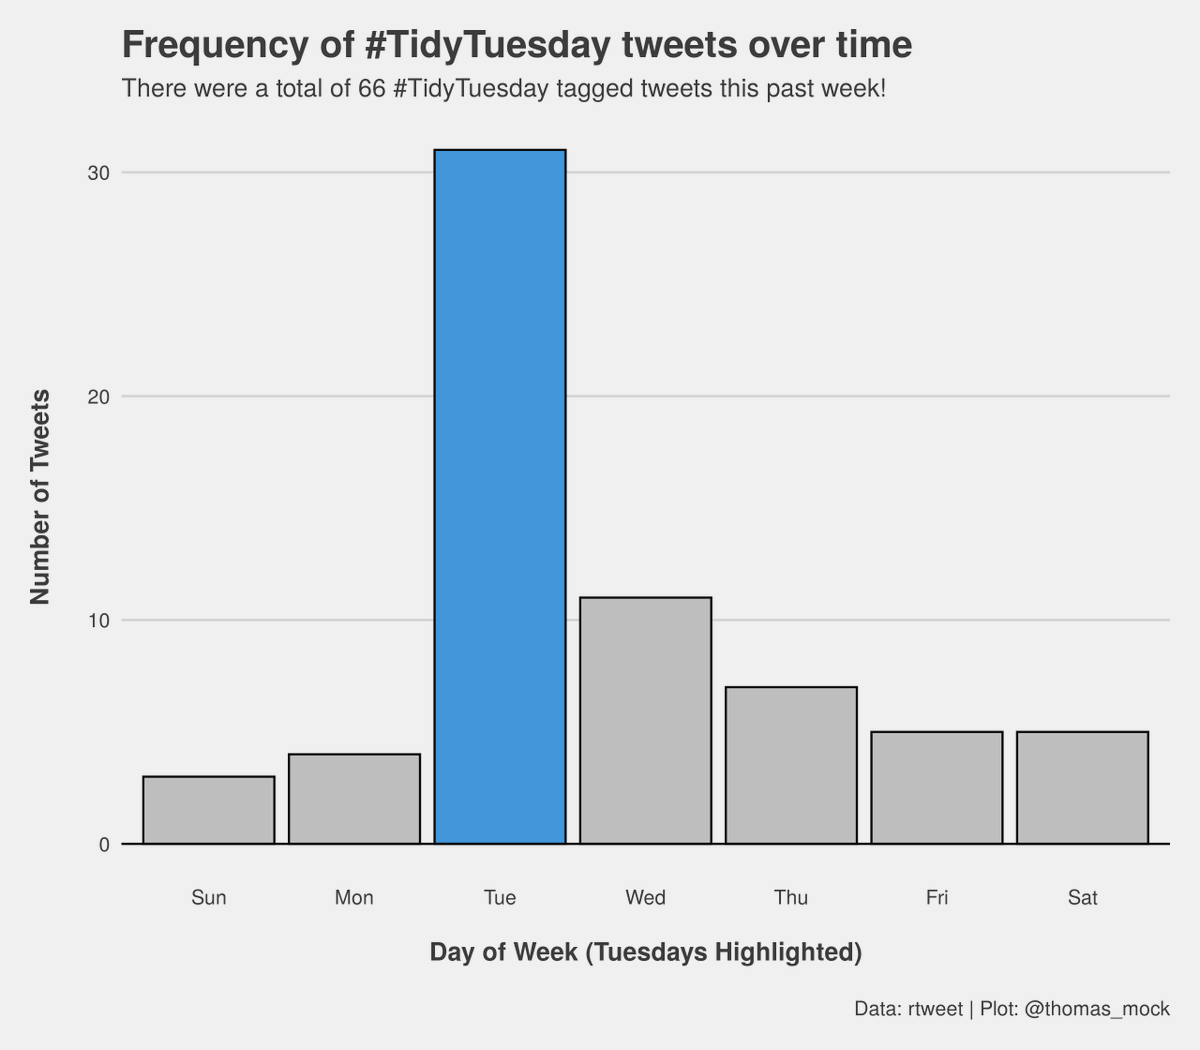 Frequency of #TidyTuesday tweets over time
There were a total of 66 #TidyTuesday tagged tweets this past week!
30
20
10
0
Number of Tweets
Sun
Mon
Tue
Wed
Thu
Fri
Sat
Day of Week (Tuesdays Highlighted)
Data: rtweet | Plot: @thomas_mock